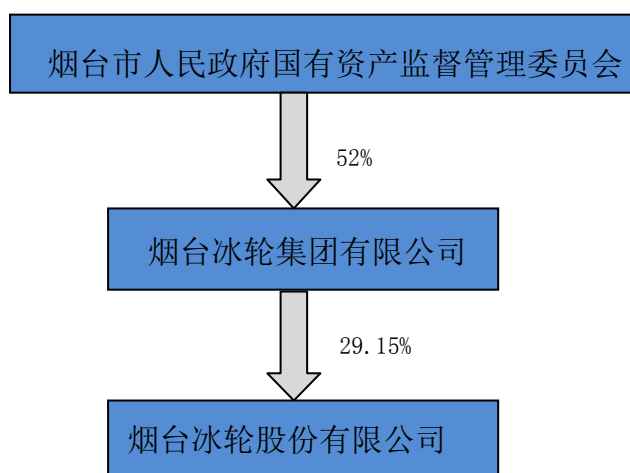 烟台市人民政府国有资产监督管理委员会
52%
烟台冰轮集团有限公司
29.15%
烟台冰轮股份有限公司